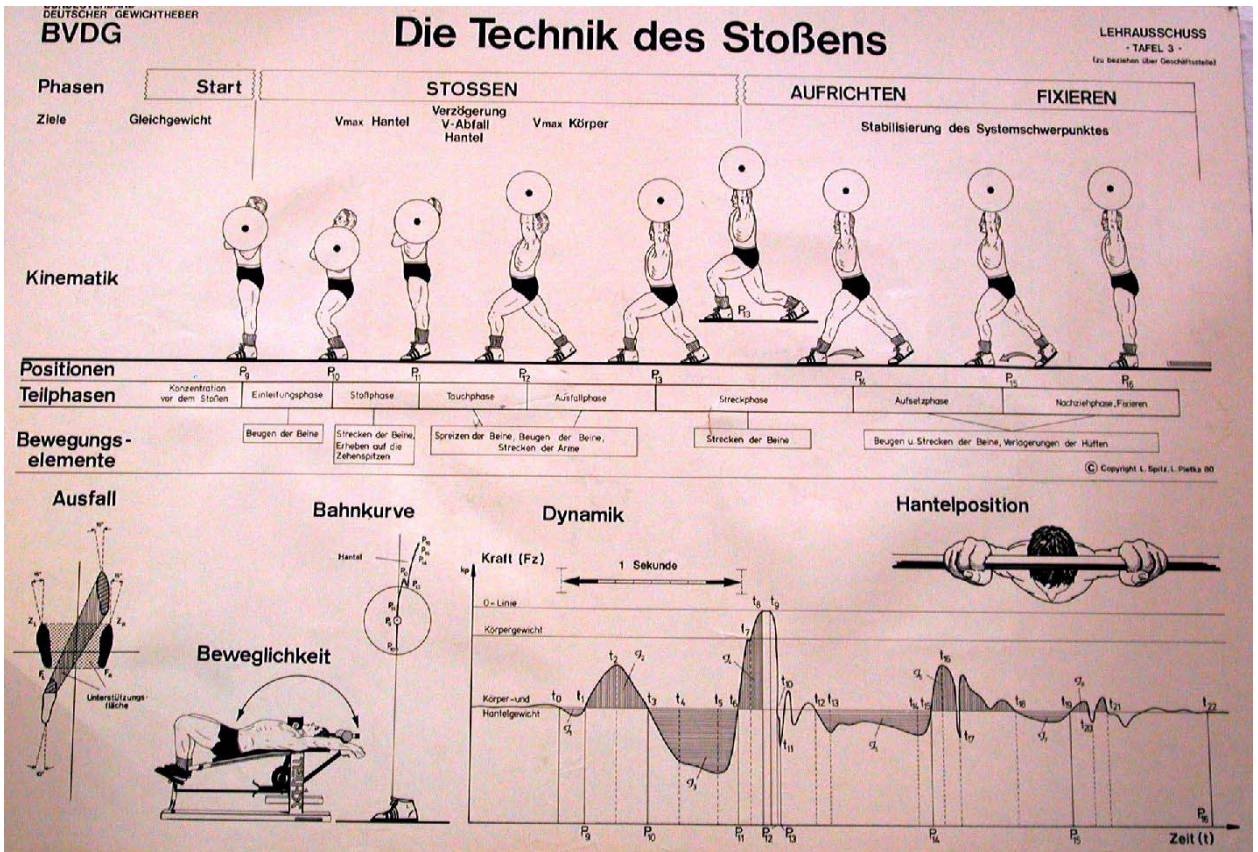 DEUTSCHER GEWICHTHEBER
BVDG
Die Technik des Stoßens
LEHRAUSSCHUSS
- TAFEL 3 -
(zu beziehen über Geschäftsstelle)
Phasen
Start
STOSSEN
AUFRICHTEN
FIXIEREN
Ziele
Gleichgewicht
Vmax Hantel
Verzögerung
V-Abfall
Hantel
Vmax Körper
Stabilisierung des Systemschwerpunktes
Kinematik
P13
Positionen
P9 P10 P11 P12 P13 P14 P15 P16
Teilphasen
Konzentration
vor dem Stoßen
Einleitungsphase
Stoßphase
Tauchphase
Ausfallphase
Streckphase
Aufsetzphase
Nachziehphase, Fixieren
Bewegungs-
elemente
Beugen der Beine
Strecken der Beine,
Erheben auf die
Zehenspitzen
Spreizen der Beine, Beugen der Beine,
Strecken der Arme
Strecken der Beine
Beugen u. Strecken der Beine, Verlagerungen der Hüften
© Copyright L. Spitz, L. Pietka 80
Ausfall
Unterstützungs-
fläche
Bahnkurve
Hantel
Beweglichkeit
Dynamik
Hantelposition
Kraft (Fz)
kp
1 Sekunde
0-Linie
Körpergewicht
Körper-und
Hantelgewicht
t0 t1 t2 t3 t4 t5 t6 t7 t8 t9 t10 t11 t12 t13
t17 t18 t19 t20 t21 t22
P9 P10 P11 P12 P13 P14 P15 P16
Zeit (t)